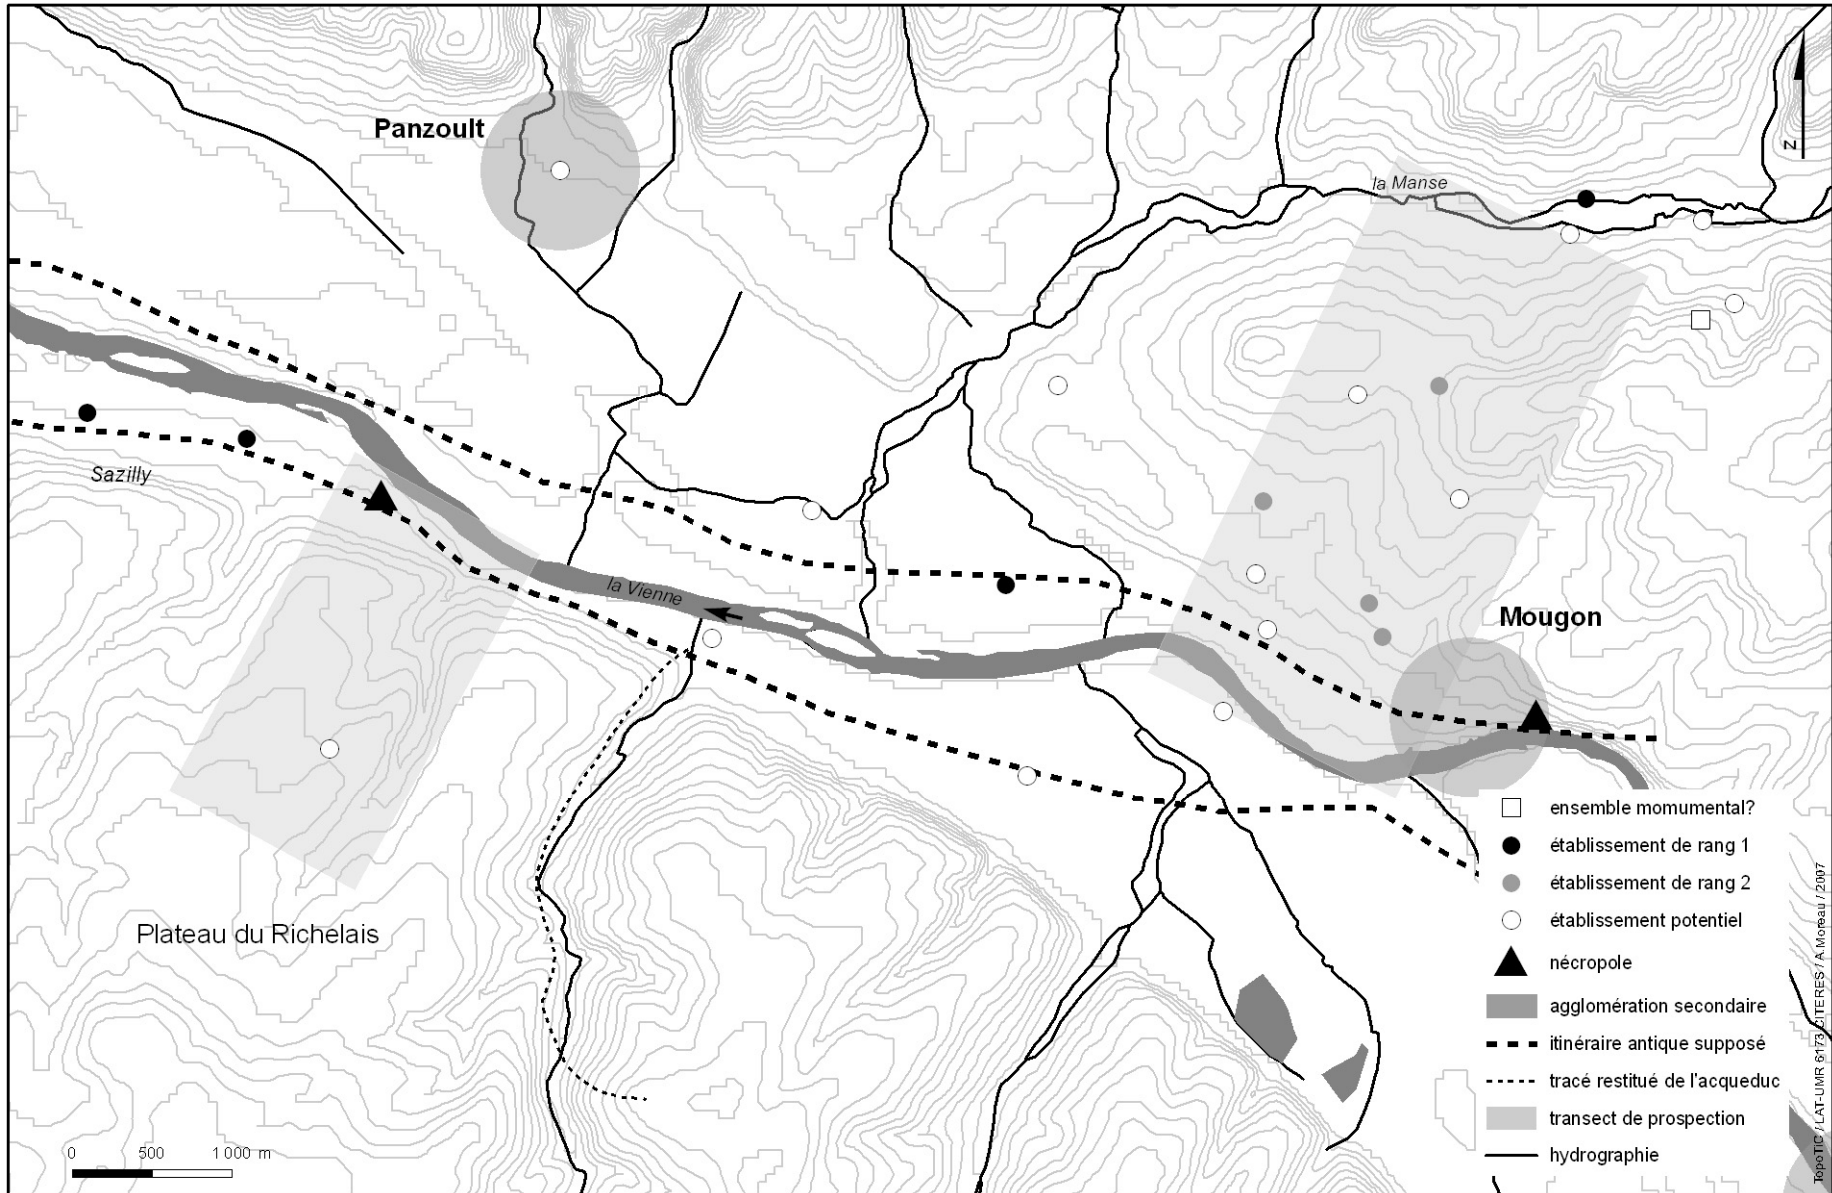 Panzoult
la Manse
N
Sazilly
la Vienne
Mougon
Plateau du Richelais
0 500 1 000 m
ensemble momumental?
établissement de rang 1
établissement de rang 2
établissement potentiel
nécropole
agglomération secondaire
itinéraire antique supposé
tracé restitué de l'acqueduc
transect de prospection
hydrographie
TopoTIC / LAT-UMR 6173 CITERES / A. Moreau / 2007